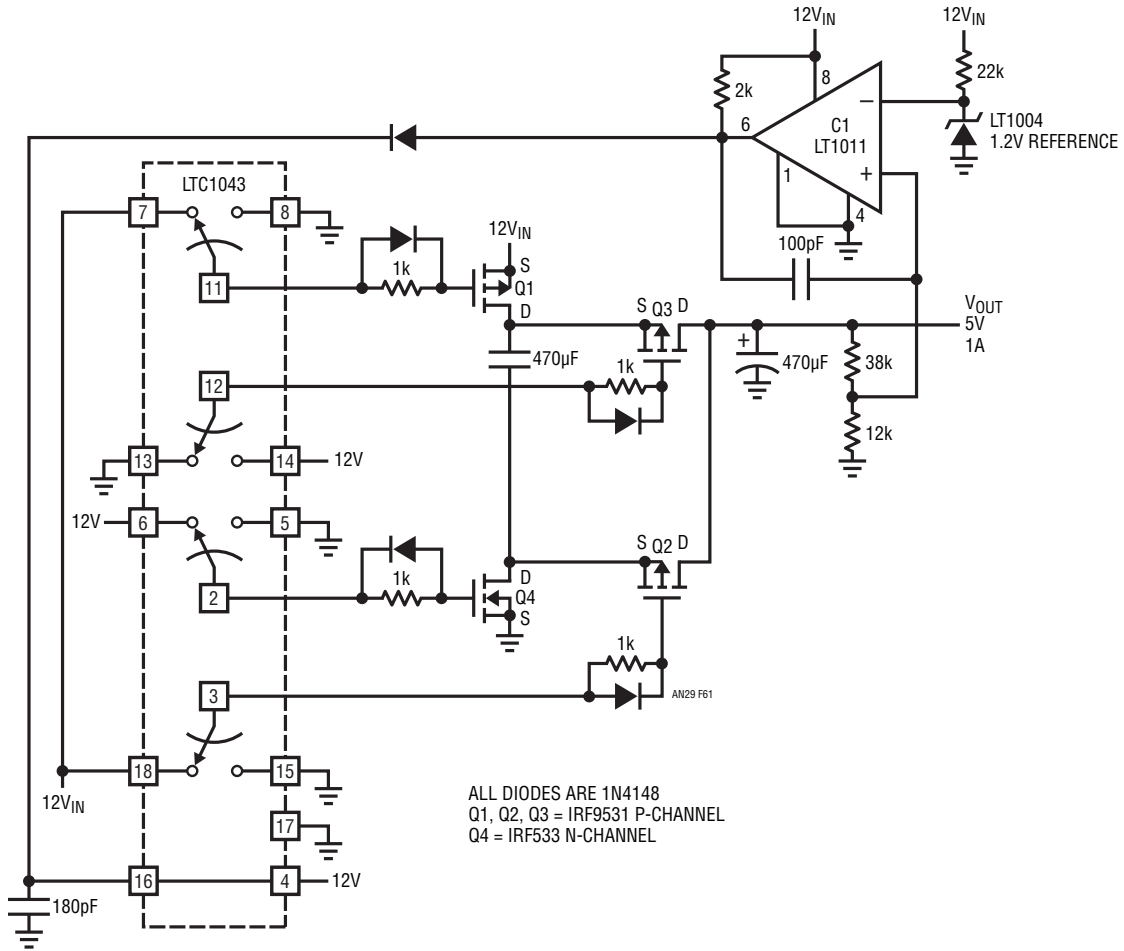 12VIN
12VIN
2k
8
22k
6
C1
LT1011
−
+
LT1004
1.2V REFERENCE
1
4
LTC1043
7
8
11
1k
12VIN
S
Q1
D
100pF
VOUT
5V
1A
S Q3 D
470µF
+
470µF
38k
12k
12
1k
13
14
12V
12V
6
5
2
1k
D
Q4
S
S Q2 D
1k
3
AN29 F61
18
15
12VIN
17
ALL DIODES ARE 1N4148
Q1, Q2, Q3 = IRF9531 P-CHANNEL
Q4 = IRF533 N-CHANNEL
16
4
12V
180pF